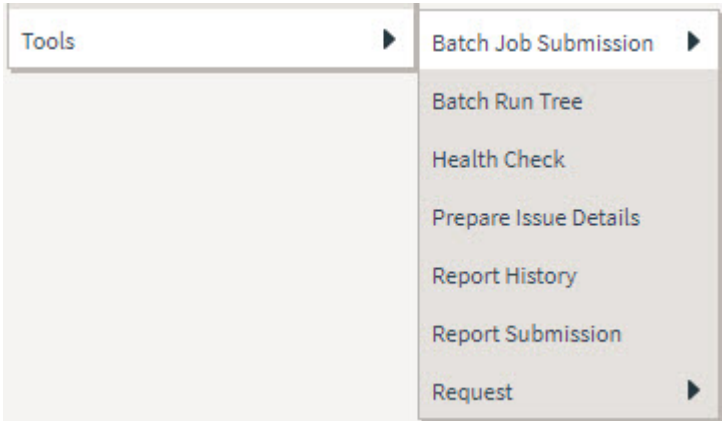 Tools
Batch Job Submission
Batch Run Tree
Health Check
Prepare Issue Details
Report History
Report Submission
Request